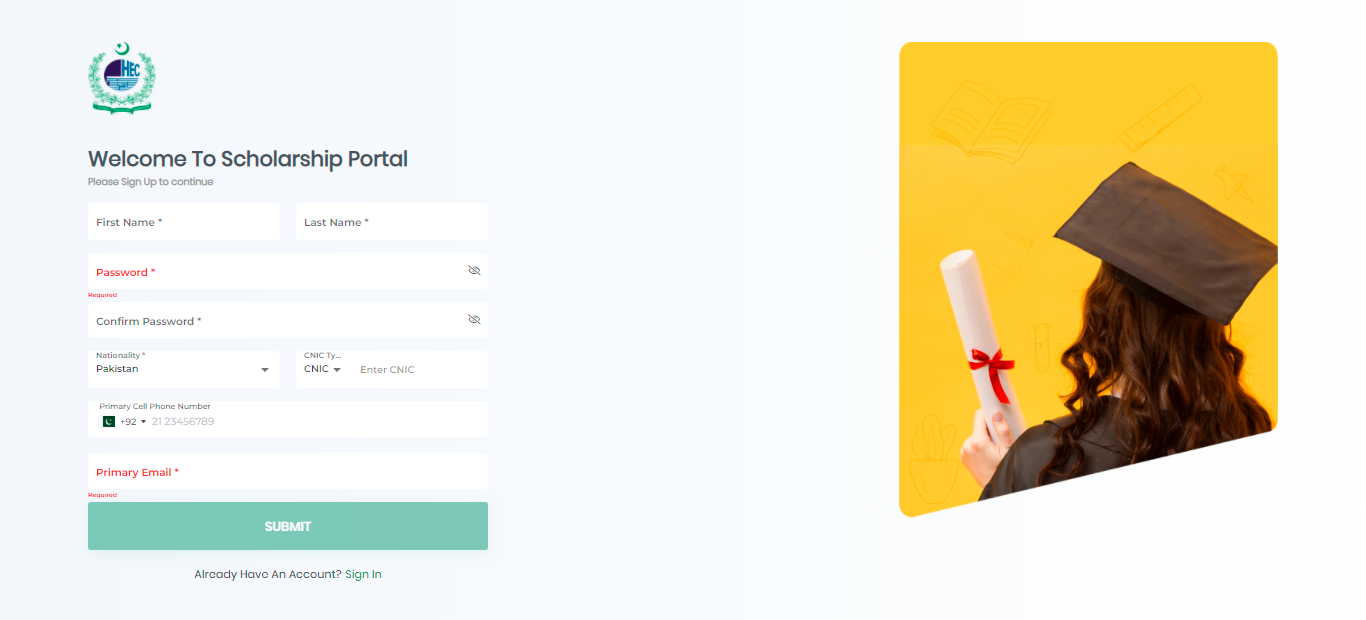 HEC
Welcome To Scholarship Portal
Please Sign Up to continue
First Name *
Last Name *
Password *
Required
Confirm Password *
Nationality *
Pakistan
CNIC Ty...
CNIC
Enter CNIC
Primary Cell Phone Number
+92 21 23456789
Primary Email *
Required
SUBMIT
Already Have An Account? Sign In